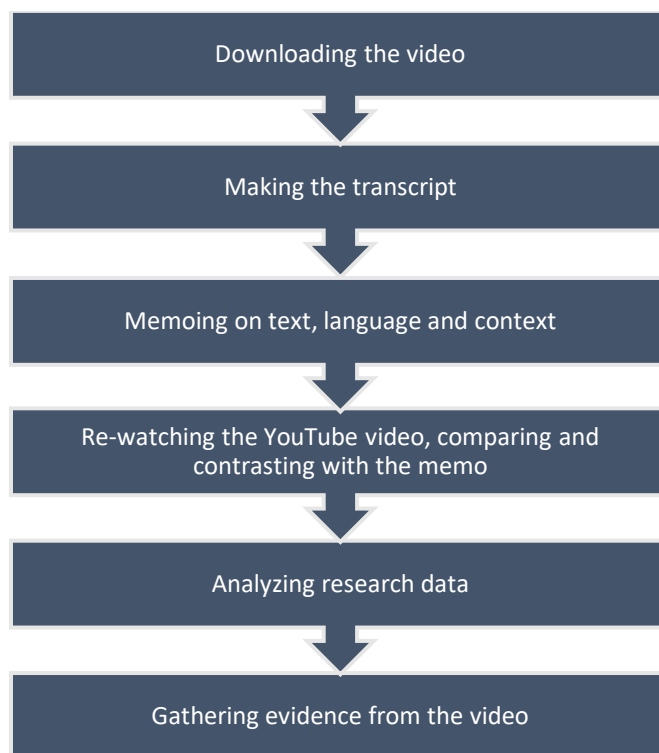 Downloading the video
Making the transcript
Memoing on text, language and context
Re-watching the YouTube video, comparing and
contrasting with the memo
Analyzing research data
Gathering evidence from the video